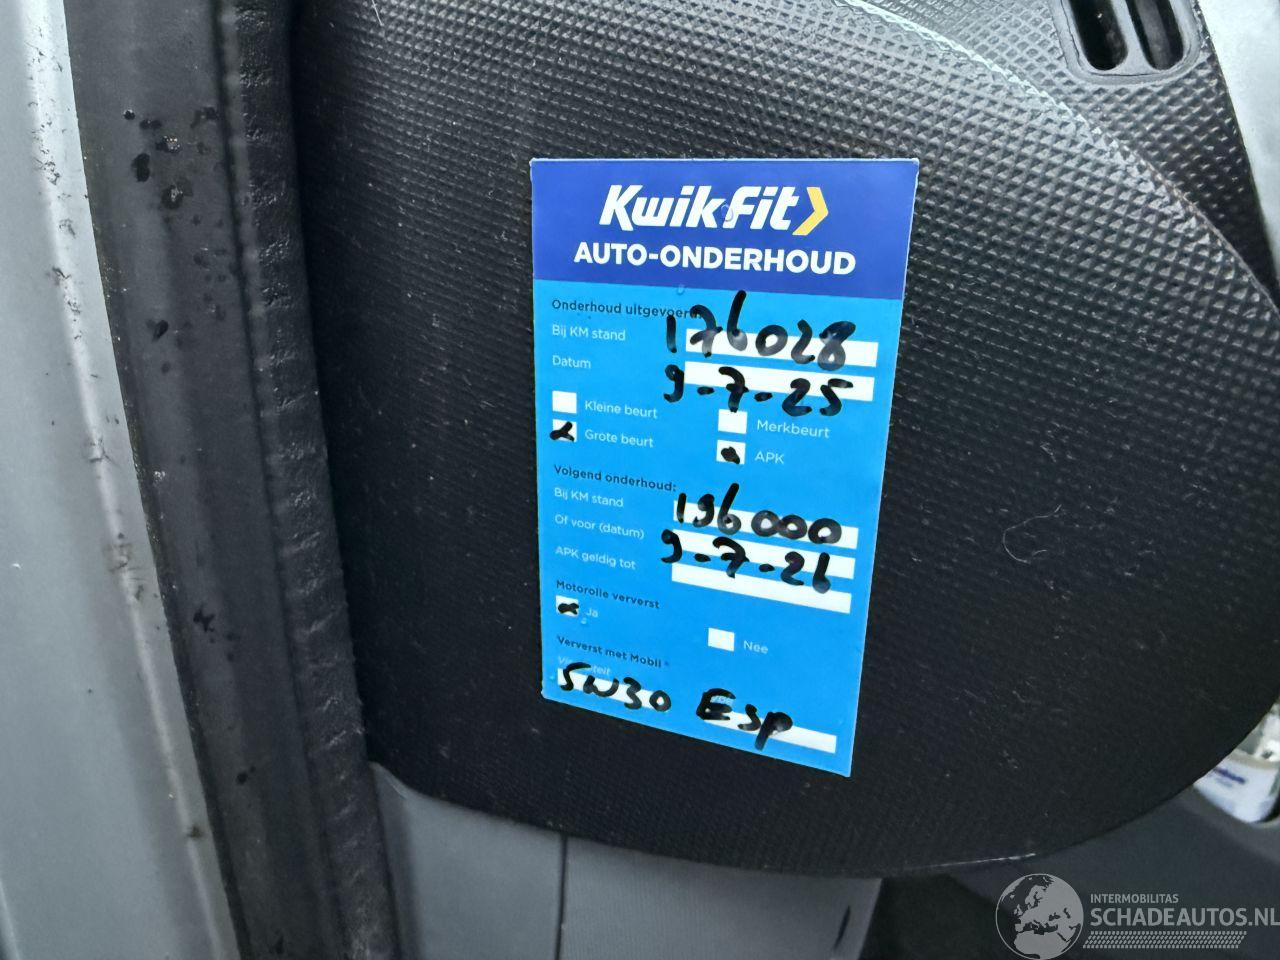 KwikFit
AUTO-ONDERHOUD
Onderhoud uitgevoerd:
Bij KM stand 176028
Datum 9-7-25
Kleine beurt Merkbeurt
Grote beurt APK
Volgend onderhoud:
Bij KM stand 196000
Of voor (datum) 9-7-26
APK geldig tot
Motorolie ververst
Ja Nee
Ververst met Mobil
Viscositeit
5W30 Esp
INTERMOBILITAS
SCHADEAUTOS.NL